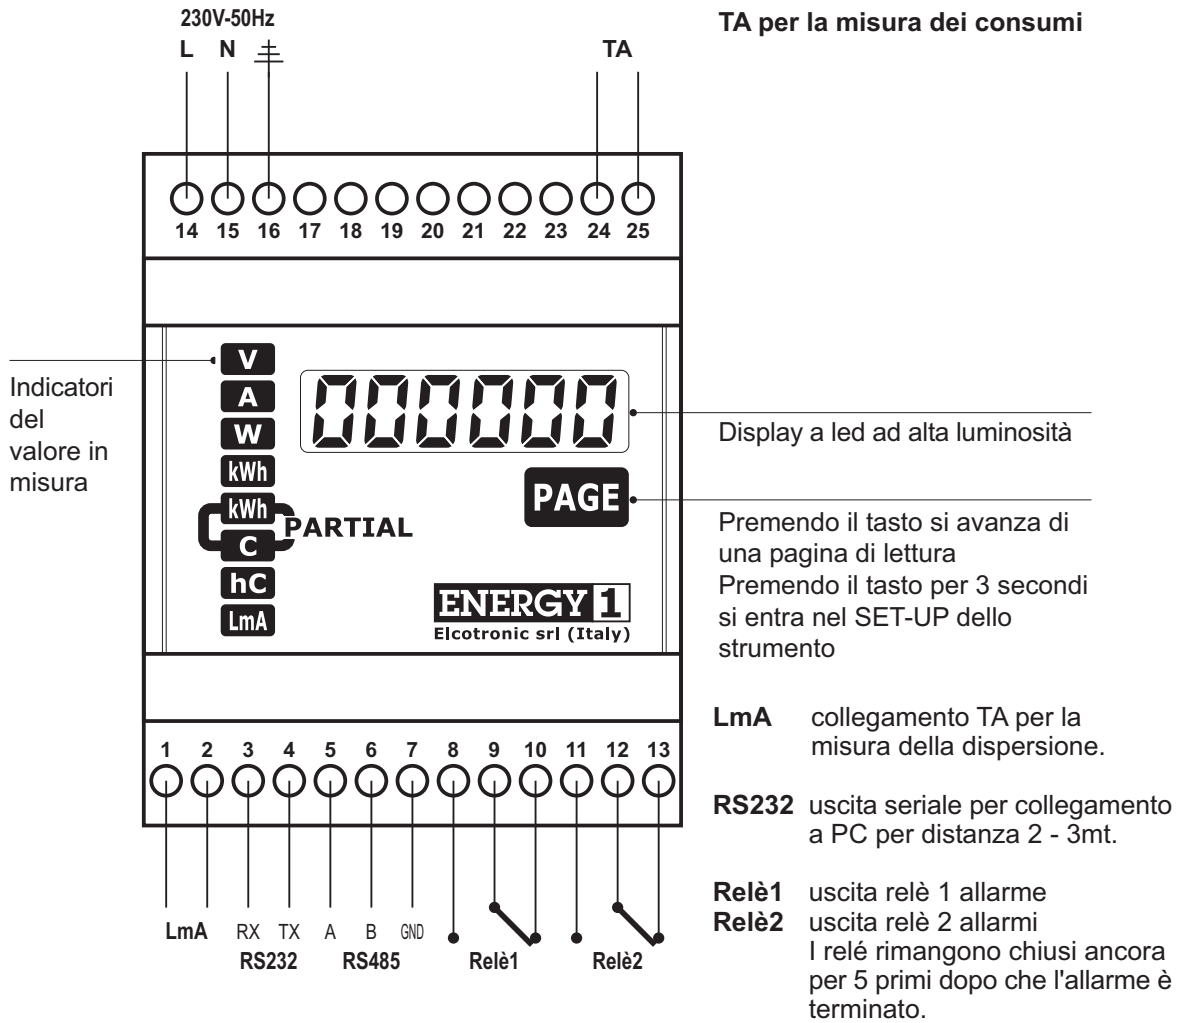 230V-50Hz
TA per la misura dei consumi
L N TA
14 15 16 17 18 19 20 21 22 23 24 25
V
A
W
kWh
kWh
C
hC
LmA
PARTIAL
000000
PAGE
ENERGY 1
Elcotronic srl (Italy)
Indicatori
del
valore in
misura
Display a led ad alta luminosità
Premendo il tasto si avanza di
una pagina di lettura
Premendo il tasto per 3 secondi
si entra nel SET-UP dello
strumento
LmA collegamento TA per la
misura della dispersione.
RS232 uscita seriale per collegamento
a PC per distanza 2 - 3mt.
Relè1 uscita relè 1 allarme
Relè2 uscita relè 2 allarmi
I relé rimangono chiusi ancora
per 5 primi dopo che l'allarme è
terminato.
1 2 3 4 5 6 7 8 9 10 11 12 13
LmA RX TX A B GND
RS232 RS485 Relè1 Relè2